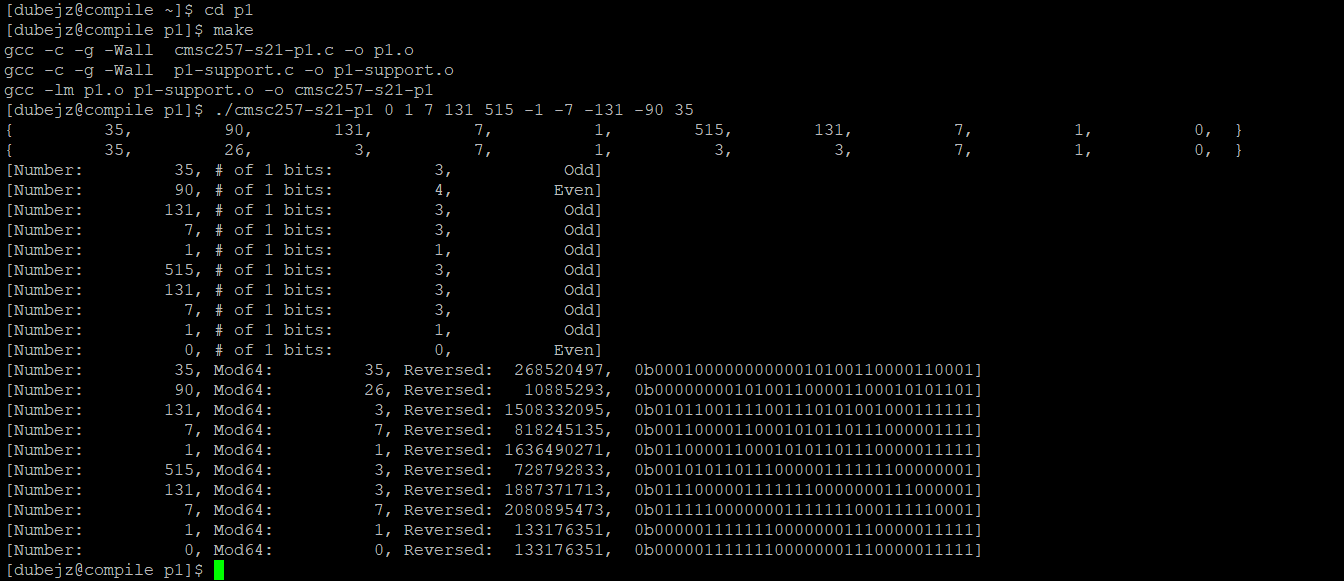 [dubejz@compile ~]$ cd p1
[dubejz@compile p1]$ make
gcc -c -g -Wall  cmsc257-s21-p1.c -o p1.o
gcc -c -g -Wall  p1-support.c -o p1-support.o
gcc -lm p1.o p1-support.o -o cmsc257-s21-p1
[dubejz@compile p1]$ ./cmsc257-s21-p1 0 1 7 131 515 -1 -7 -131 -90 35
{         35,         90,        131,          7,          1,        515,        131,          7,          1,          0,  }
{         35,         26,          3,          7,          1,          3,          3,          7,          1,          0,  }
[Number:         35, # of 1 bits:          3,           Odd]
[Number:         90, # of 1 bits:          4,          Even]
[Number:        131, # of 1 bits:          3,           Odd]
[Number:          7, # of 1 bits:          3,           Odd]
[Number:          1, # of 1 bits:          1,           Odd]
[Number:        515, # of 1 bits:          3,           Odd]
[Number:        131, # of 1 bits:          3,           Odd]
[Number:          7, # of 1 bits:          3,           Odd]
[Number:          1, # of 1 bits:          1,           Odd]
[Number:          0, # of 1 bits:          0,          Even]
[Number:         35, Mod64:         35, Reversed:  268520497,  0b00010000000000010100110000110001]
[Number:         90, Mod64:         26, Reversed:   10885293,  0b00000000101001100001100010101101]
[Number:        131, Mod64:          3, Reversed: 1508332095,  0b01011001111001110101001000111111]
[Number:          7, Mod64:          7, Reversed:  818245135,  0b00110000110001010110111000001111]
[Number:          1, Mod64:          1, Reversed: 1636490271,  0b01100001100010101101110000011111]
[Number:        515, Mod64:          3, Reversed:  728792833,  0b00101011011100000111111100000001]
[Number:        131, Mod64:          3, Reversed: 1887371713,  0b01110000011111110000000111000001]
[Number:          7, Mod64:          7, Reversed: 2080895473,  0b01111100000001111111000111110001]
[Number:          1, Mod64:          1, Reversed:  133176351,  0b00000111111100000001110000011111]
[Number:          0, Mod64:          0, Reversed:  133176351,  0b00000111111100000001110000011111]
[dubejz@compile p1]$